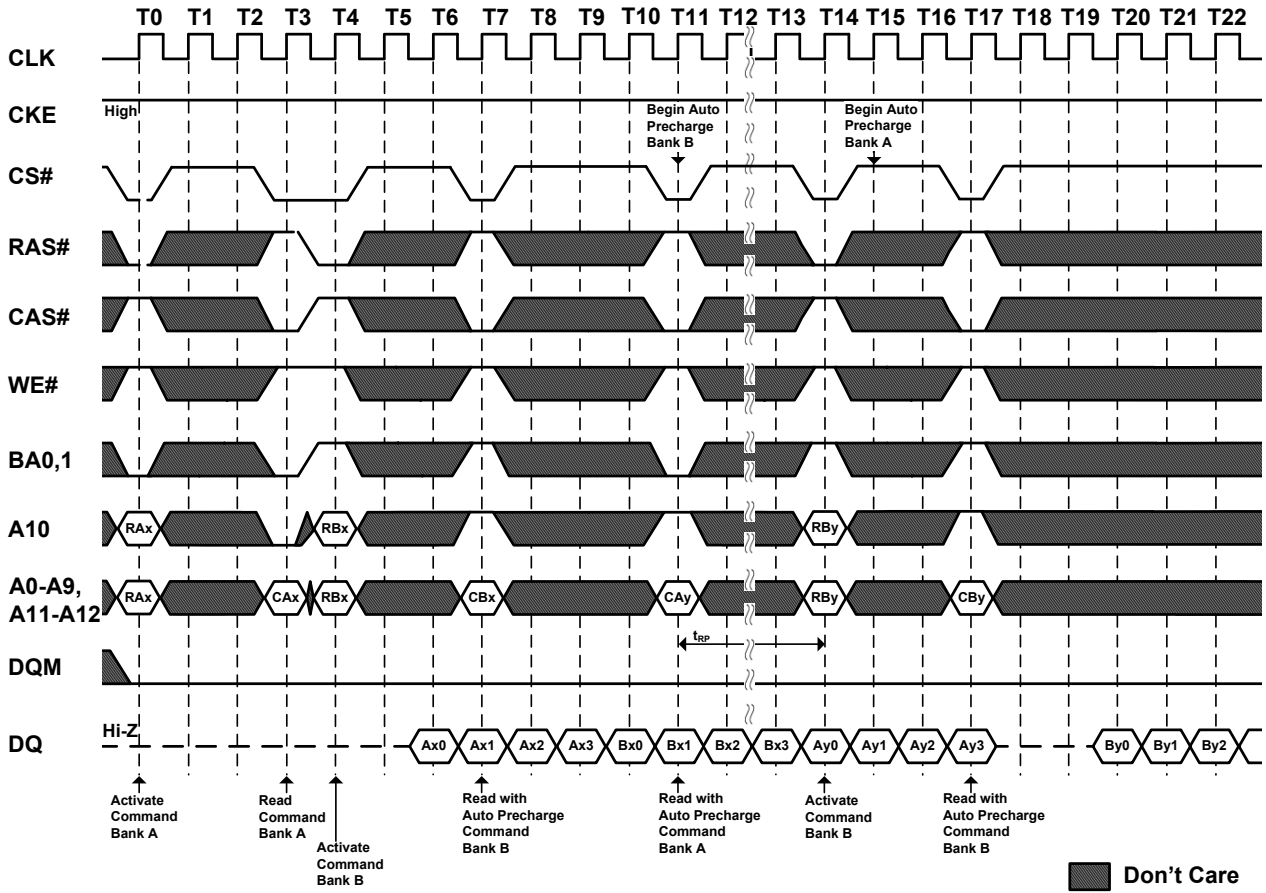 T0 T1 T2 T3 T4 T5 T6 T7 T8 T9 T10 T11 T12 T13 T14 T15 T16 T17 T18 T19 T20 T21 T22
CLK
CKE
High
Begin Auto
Precharge
Bank B
Begin Auto
Precharge
Bank A
CS#
RAS#
CAS#
WE#
BA0,1
A10
RAx RBx RBy
A0-A9,
A11-A12
RAx CAx RBx CBx CAy RBy CBy
tRP
DQM
DQ
Hi-Z
Ax0 Ax1 Ax2 Ax3 Bx0 Bx1 Bx2 Bx3 Ay0 Ay1 Ay2 Ay3 By0 By1 By2
Activate
Command
Bank A
Read
Command
Bank A
Activate
Command
Bank B
Read with
Auto Precharge
Command
Bank B
Read with
Auto Precharge
Command
Bank A
Activate
Command
Bank B
Read with
Auto Precharge
Command
Bank B
Don't Care